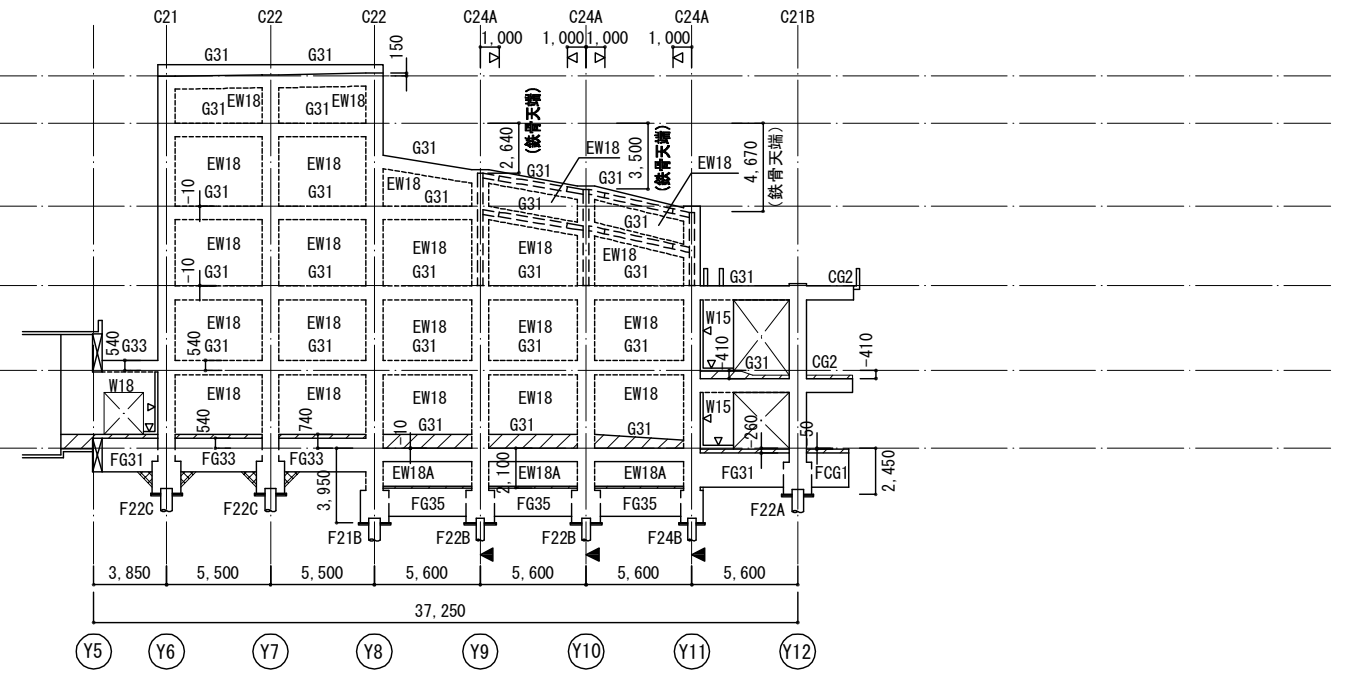 C21 C22 C22 C24A C24A C24A C21B
1,000 1,000 1,000 1,000
150
G31 G31
G31 EW18 G31 EW18
2,640 (鉄骨天端) 3,500 (鉄骨天端) 4,670 (鉄骨天端)
G31 G31 EW18 G31 EW18
EW18 EW18 EW18
-10 G31 G31 G31 G31 G31
EW18 EW18 EW18 EW18 EW18
-10 G31 G31 G31 G31 G31 G31 CG2
EW18 EW18 EW18 EW18 EW18 W15
540 G33 540 G31 G31 G31 G31 G31 -410 G31 CG2 -410
W18 EW18 EW18 EW18 EW18 EW18 W15
540 740 -10 G31 G31 G31 -260 50
FG31 FG33 FG33 EW18A EW18A EW18A FG31 FCG1
3,950 2,100 2,450
FG35 FG35 FG35
F22C F22C F21B F22B F22B F24B F22A
3,850 5,500 5,500 5,600 5,600 5,600 5,600
37,250
Y5 Y6 Y7 Y8 Y9 Y10 Y11 Y12